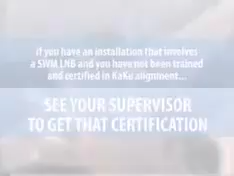 if you have an installation that involves
a SWM LNB and you have not been trained
and certified in KaKu alignment...
SEE YOUR SUPERVISOR
TO GET THAT CERTIFICATION